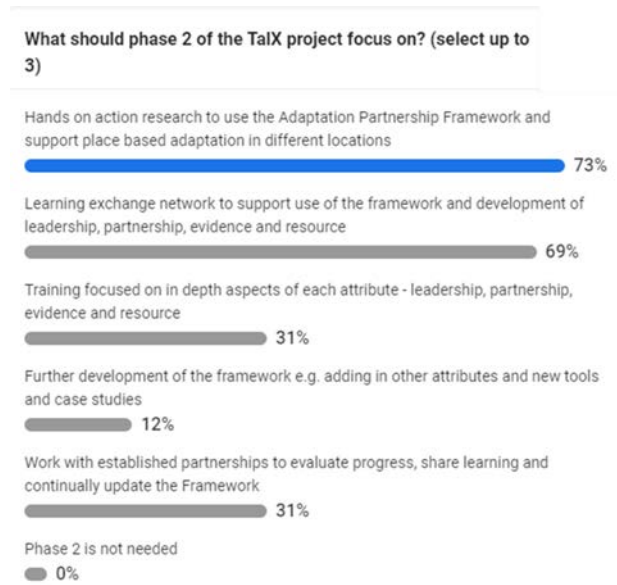 What should phase 2 of the TalX project focus on? (select up to
3)
Hands on action research to use the Adaptation Partnership Framework and
support place based adaptation in different locations
73%
Learning exchange network to support use of the framework and development of
leadership, partnership, evidence and resource
69%
Training focused on in depth aspects of each attribute - leadership, partnership,
evidence and resource
31%
Further development of the framework e.g. adding in other attributes and new tools
and case studies
12%
Work with established partnerships to evaluate progress, share learning and
continually update the Framework
31%
Phase 2 is not needed
0%